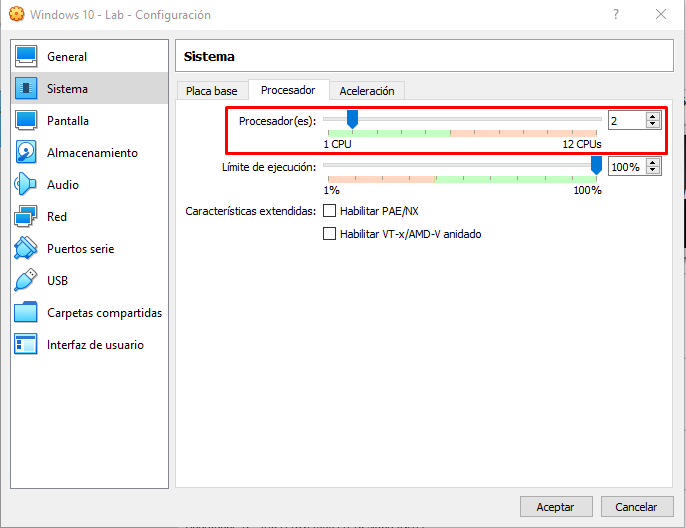 Windows 10 - Lab - Configuración
?
General
Sistema
Pantalla
Almacenamiento
Audio
Red
Puertos serie
USB
Carpetas compartidas
Interfaz de usuario
Sistema
Placa base Procesador Aceleración
Procesador(es): 2
1 CPU 12 CPUs
Límite de ejecución: 100%
1% 100%
Características extendidas: Habilitar PAE/NX
Habilitar VT-x/AMD-V anidado
Aceptar Cancelar